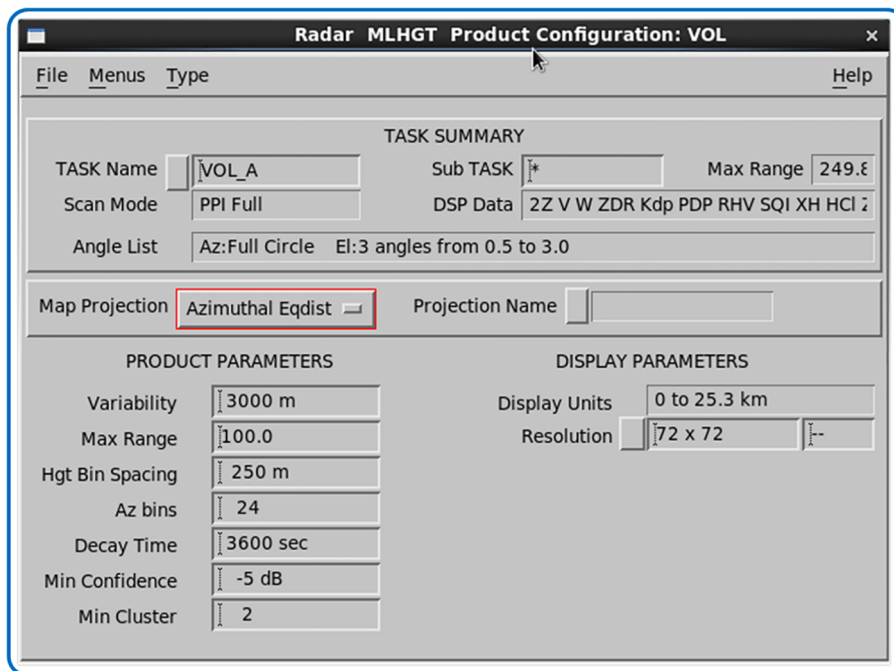 Radar MLHGT Product Configuration: VOL
File Menus Type Help
TASK SUMMARY
TASK Name VOL_A Sub TASK * Max Range 249.8
Scan Mode PPI Full DSP Data 2Z V W ZDR Kdp PDP RHV SQI XH HCl
Angle List Az:Full Circle El:3 angles from 0.5 to 3.0
Map Projection Azimuthal Eqdist Projection Name
PRODUCT PARAMETERS DISPLAY PARAMETERS
Variability 3000 m Display Units 0 to 25.3 km
Max Range 100.0 Resolution 72 x 72 --
Hgt Bin Spacing 250 m
Az bins 24
Decay Time 3600 sec
Min Confidence -5 dB
Min Cluster 2